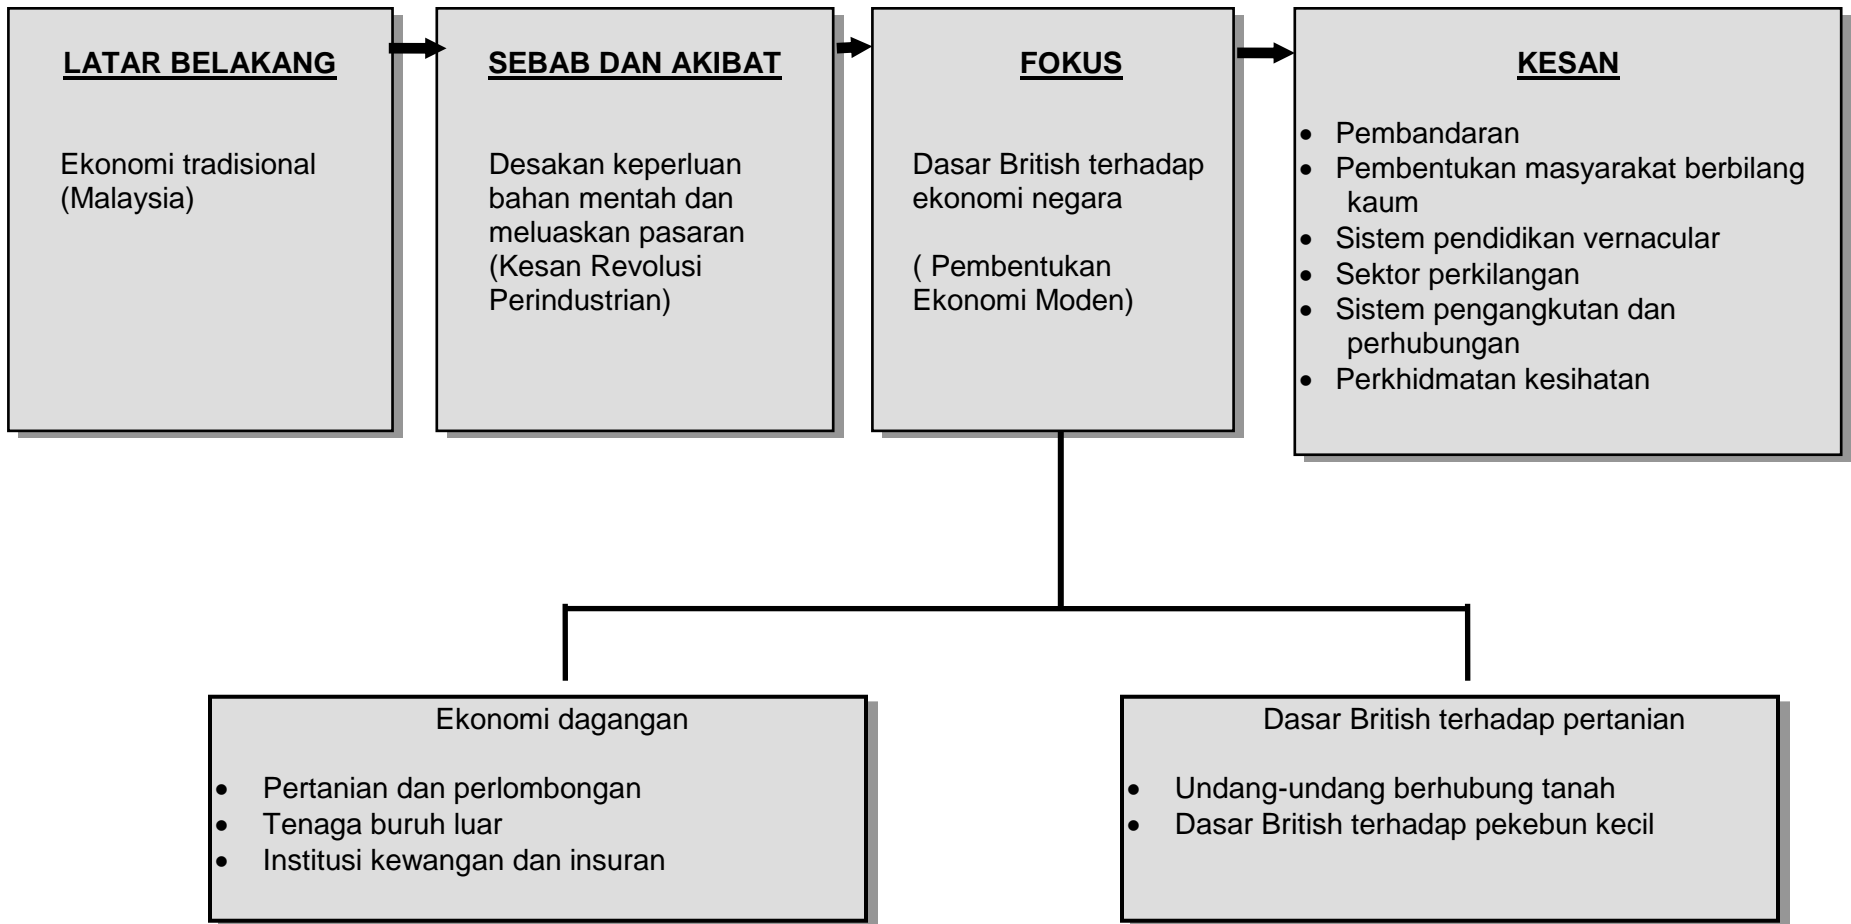 LATAR BELAKANG
Ekonomi tradisional
(Malaysia)
SEBAB DAN AKIBAT
Desakan keperluan
bahan mentah dan
meluaskan pasaran
(Kesan Revolusi
Perindustrian)
FOKUS
Dasar British terhadap
ekonomi negara
( Pembentukan
Ekonomi Moden)
KESAN
• Pembandaran
• Pembentukan masyarakat berbilang
kaum
• Sistem pendidikan vernacular
• Sektor perkilangan
• Sistem pengangkutan dan
perhubungan
• Perkhidmatan kesihatan
Ekonomi dagangan
• Pertanian dan perlombongan
• Tenaga buruh luar
• Institusi kewangan dan insuran
Dasar British terhadap pertanian
• Undang-undang berhubung tanah
• Dasar British terhadap pekebun kecil